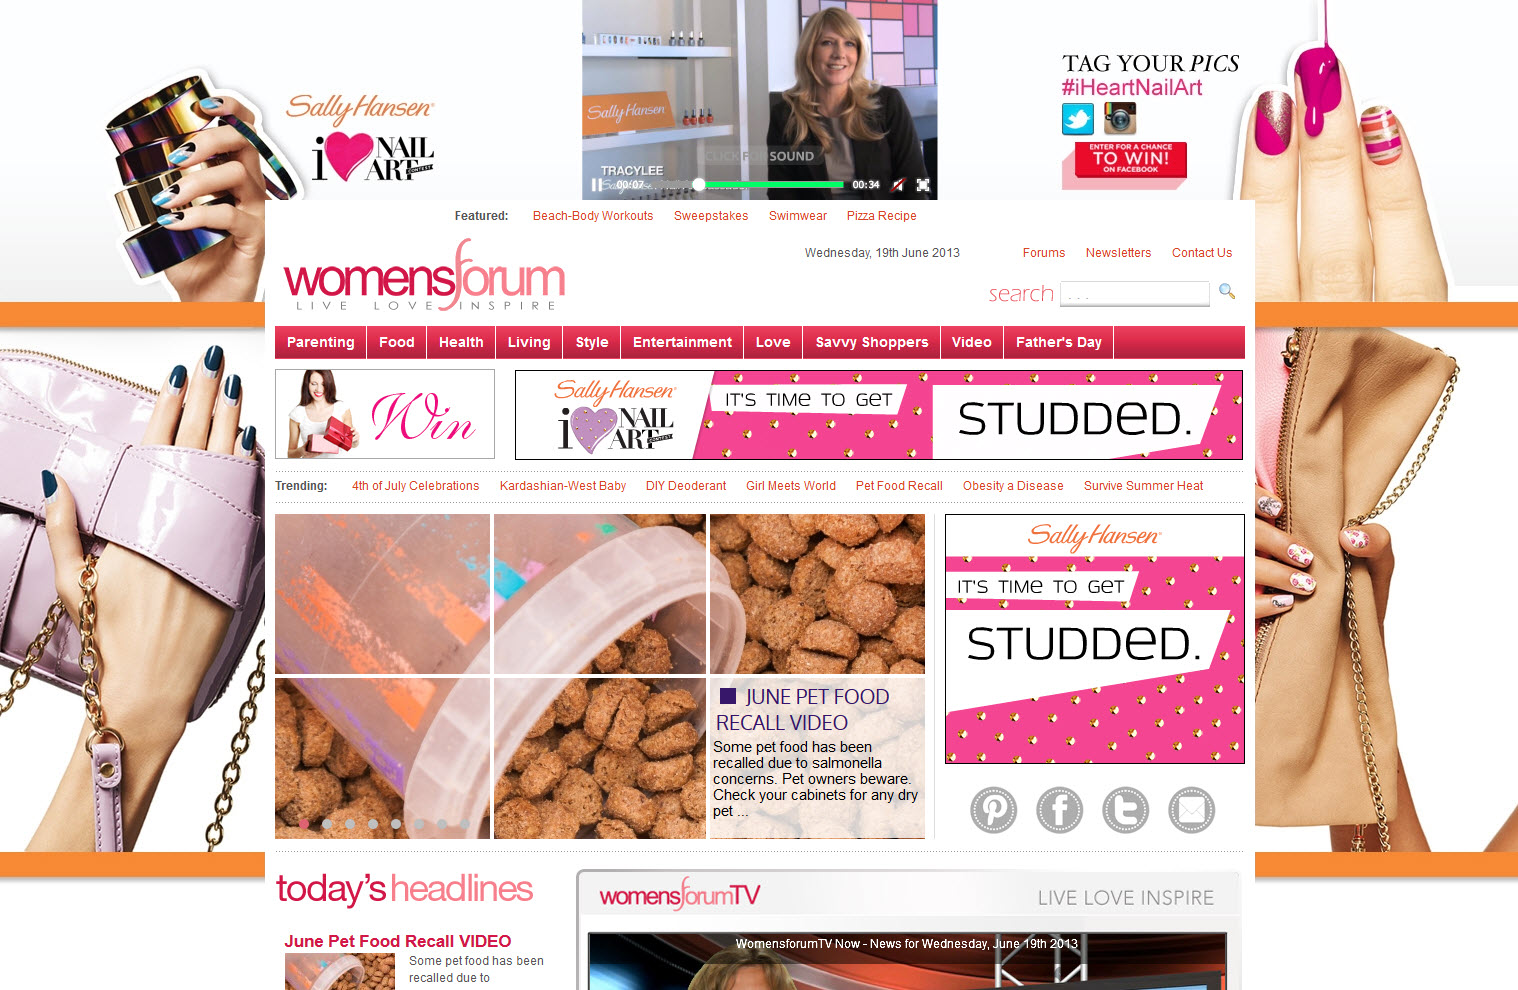 Sally Hansen
i NAIL
ART
CONTEST
Sally Hansen
CLICK FOR SOUND
TRACYLEE
Sally Hansen
00:07
00:34
TAG YOUR PICS
#iHeartNailArt
ENTER FOR A CHANCE
TO WIN!
ON FACEBOOK
Featured: Beach-Body Workouts Sweepstakes Swimwear Pizza Recipe
womensforum
LIVE LOVE INSPIRE
Wednesday, 19th June 2013
Forums Newsletters Contact Us
search . . .
Parenting Food Health Living Style Entertainment Love Savvy Shoppers Video Father's Day
Win
Sally Hansen
i NAIL
ART
CONTEST
IT'S TIME TO GET
STUDDED.
Trending: 4th of July Celebrations Kardashian-West Baby DIY Deoderant Girl Meets World Pet Food Recall Obesity a Disease Survive Summer Heat
JUNE PET FOOD
RECALL VIDEO
Some pet food has been
recalled due to salmonella
concerns. Pet owners beware.
Check your cabinets for any dry
pet ...
Sally Hansen
IT'S TIME TO GET
STUDDED.
today's headlines
June Pet Food Recall VIDEO
Some pet food has been
recalled due to
womensforumTV
LIVE LOVE INSPIRE
WomensforumTV Now - News for Wednesday, June 19th 2013